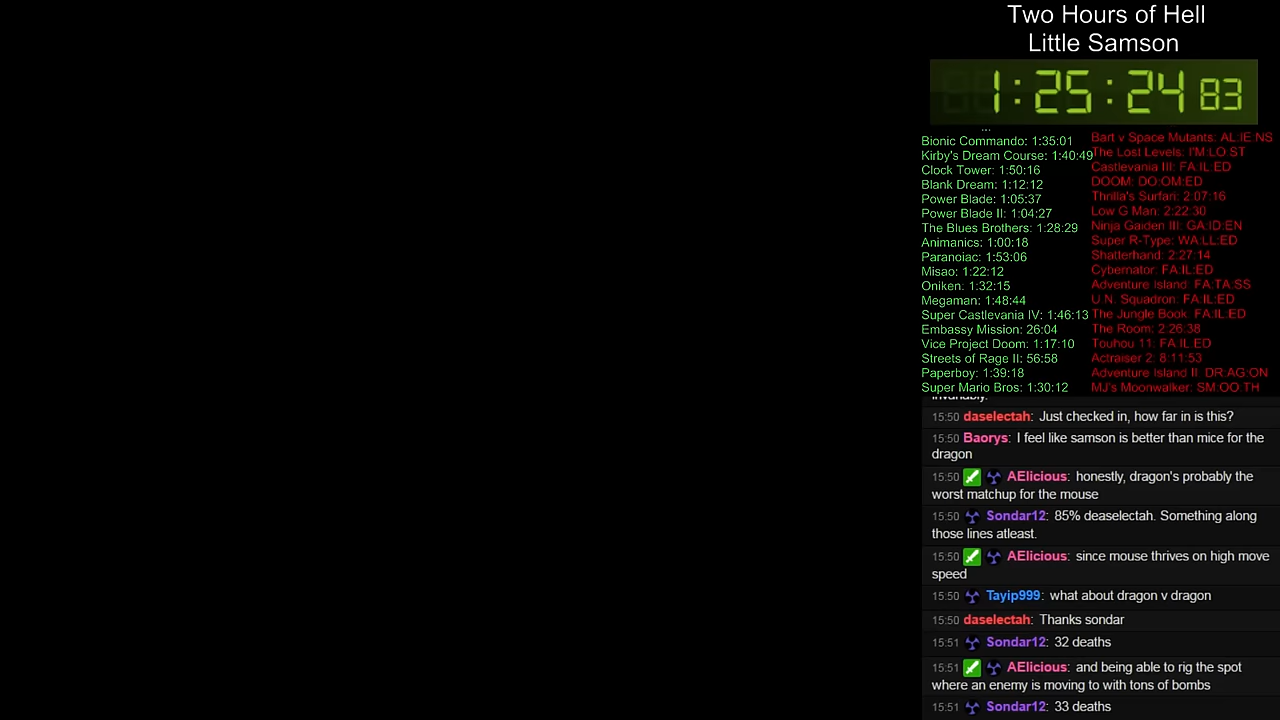 Two Hours of Hell
Little Samson
1:25:24 83
...
Bionic Commando: 1:35:01
Kirby's Dream Course: 1:40:49
Clock Tower: 1:50:16
Blank Dream: 1:12:12
Power Blade: 1:05:37
Power Blade II: 1:04:27
The Blues Brothers: 1:28:29
Animanics: 1:00:18
Paranoiac: 1:53:06
Misao: 1:22:12
Oniken: 1:32:15
Megaman: 1:48:44
Super Castlevania IV: 1:46:13
Embassy Mission: 26:04
Vice Project Doom: 1:17:10
Streets of Rage II: 56:58
Paperboy: 1:39:18
Super Mario Bros: 1:30:12
Bart v Space Mutants: AL:IE:NS
The Lost Levels: I'M:LO:ST
Castlevania III: FA:IL:ED
DOOM: DO:OM:ED
Thrilla's Surfari: 2:07:16
Low G Man: 2:22:30
Ninja Gaiden III: GA:ID:EN
Super R-Type: WA:LL:ED
Shatterhand: 2:27:14
Cybernator: FA:IL:ED
Adventure Island: FA:TA:SS
U.N. Squadron: FA:IL:ED
The Jungle Book: FA:IL:ED
The Room: 2:26:38
Touhou 11: FA:IL:ED
Actraiser 2: 8:11:53
Adventure Island II: DR:AG:ON
MJ's Moonwalker: SM:OO:TH
invariably.
15:50 daselectah: Just checked in, how far in is this?
15:50 Baorys: I feel like samson is better than mice for the
dragon
15:50 AElicious: honestly, dragon's probably the
worst matchup for the mouse
15:50 Sondar12: 85% deaselectah. Something along
those lines atleast.
15:50 AElicious: since mouse thrives on high move
speed
15:50 Tayip999: what about dragon v dragon
15:50 daselectah: Thanks sondar
15:51 Sondar12: 32 deaths
15:51 AElicious: and being able to rig the spot
where an enemy is moving to with tons of bombs
15:51 Sondar12: 33 deaths